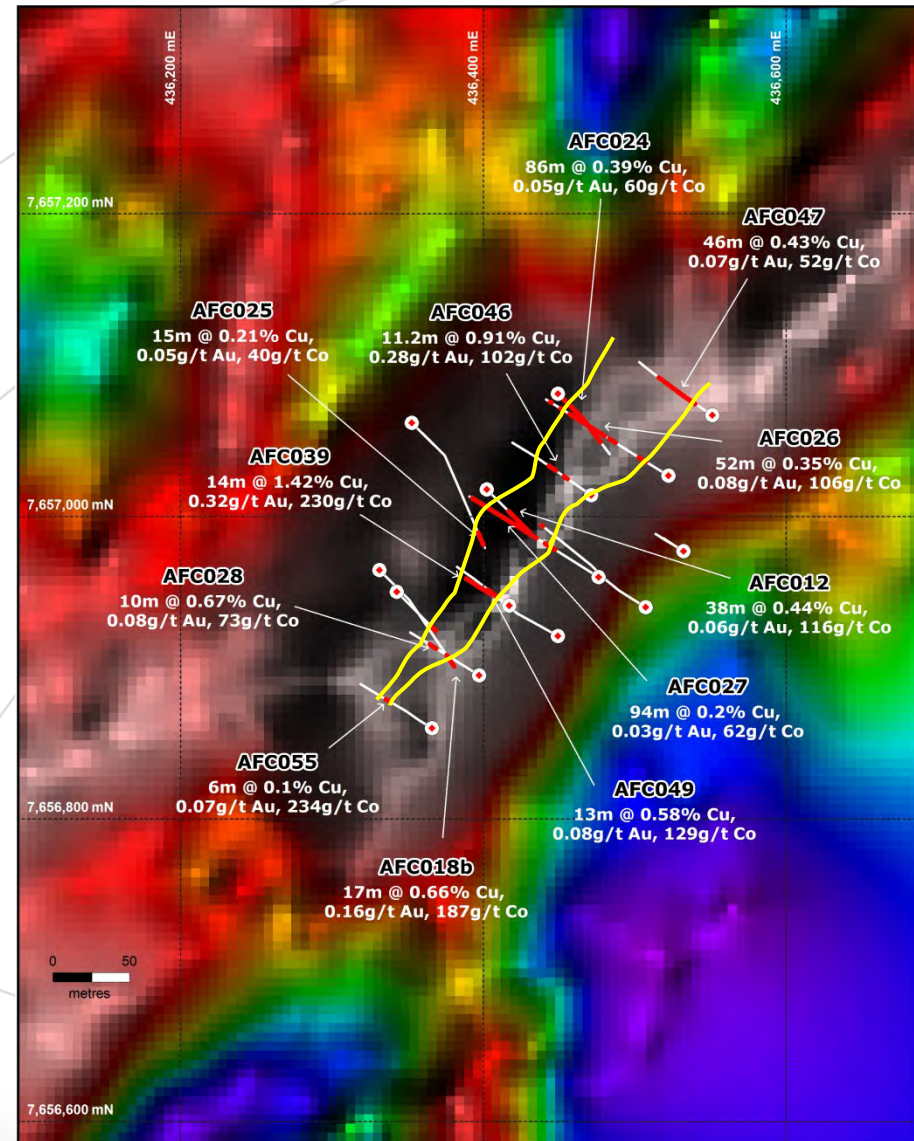 436,200 mE
436,400 mE
436,600 mE
AFC024
86m @ 0.39% Cu,
0.05g/t Au, 60g/t Co
7,657,200 mN
AFC047
46m @ 0.43% Cu,
0.07g/t Au, 52g/t Co
AFC025
15m @ 0.21% Cu,
0.05g/t Au, 40g/t Co
AFC046
11.2m @ 0.91% Cu,
0.28g/t Au, 102g/t Co
AFC026
52m @ 0.35% Cu,
0.08g/t Au, 106g/t Co
AFC039
14m @ 1.42% Cu,
0.32g/t Au, 230g/t Co
7,657,000 mN
AFC028
10m @ 0.67% Cu,
0.08g/t Au, 73g/t Co
AFC012
38m @ 0.44% Cu,
0.06g/t Au, 116g/t Co
AFC027
94m @ 0.2% Cu,
0.03g/t Au, 62g/t Co
AFC055
6m @ 0.1% Cu,
0.07g/t Au, 234g/t Co
AFC049
13m @ 0.58% Cu,
0.08g/t Au, 129g/t Co
7,656,800 mN
AFC018b
17m @ 0.66% Cu,
0.16g/t Au, 187g/t Co
0 50
metres
7,656,600 mN